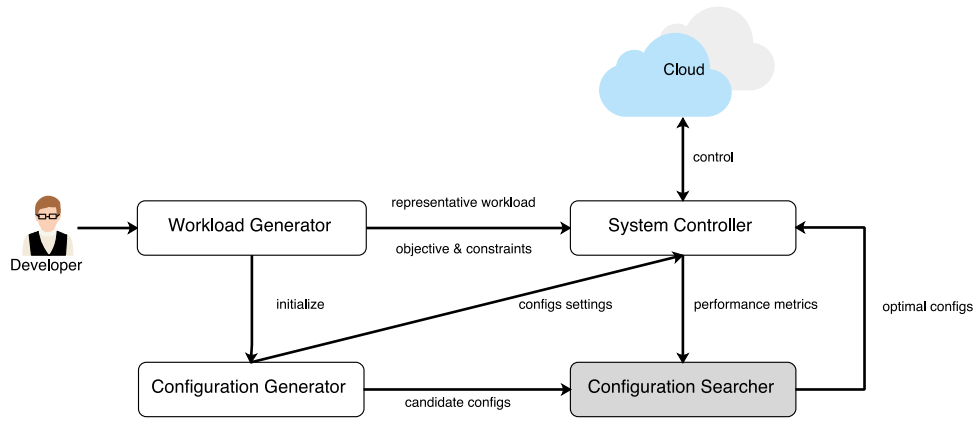 Cloud
control
representative workload
Workload Generator
System Controller
objective & constraints
Developer
initialize
configs settings
performance metrics
optimal configs
Configuration Generator
Configuration Searcher
candidate configs